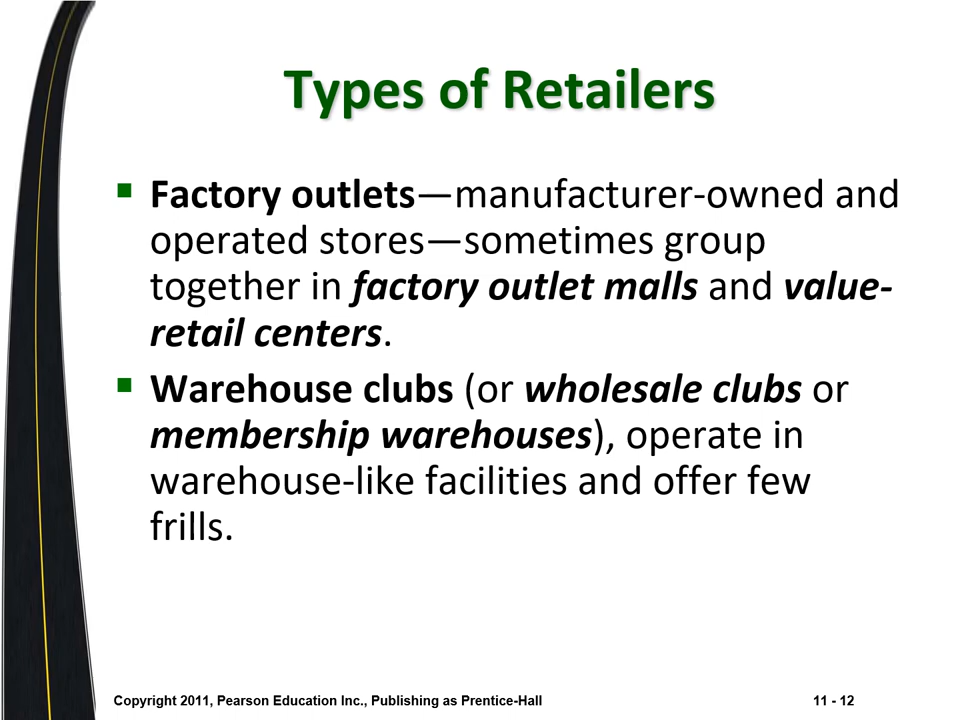 Types of Retailers
Factory outlets—manufacturer-owned and
operated stores—sometimes group
together in factory outlet malls and value-
retail centers.
Warehouse clubs (or wholesale clubs or
membership warehouses), operate in
warehouse-like facilities and offer few
frills.
Copyright 2011, Pearson Education Inc., Publishing as Prentice-Hall
11 - 12